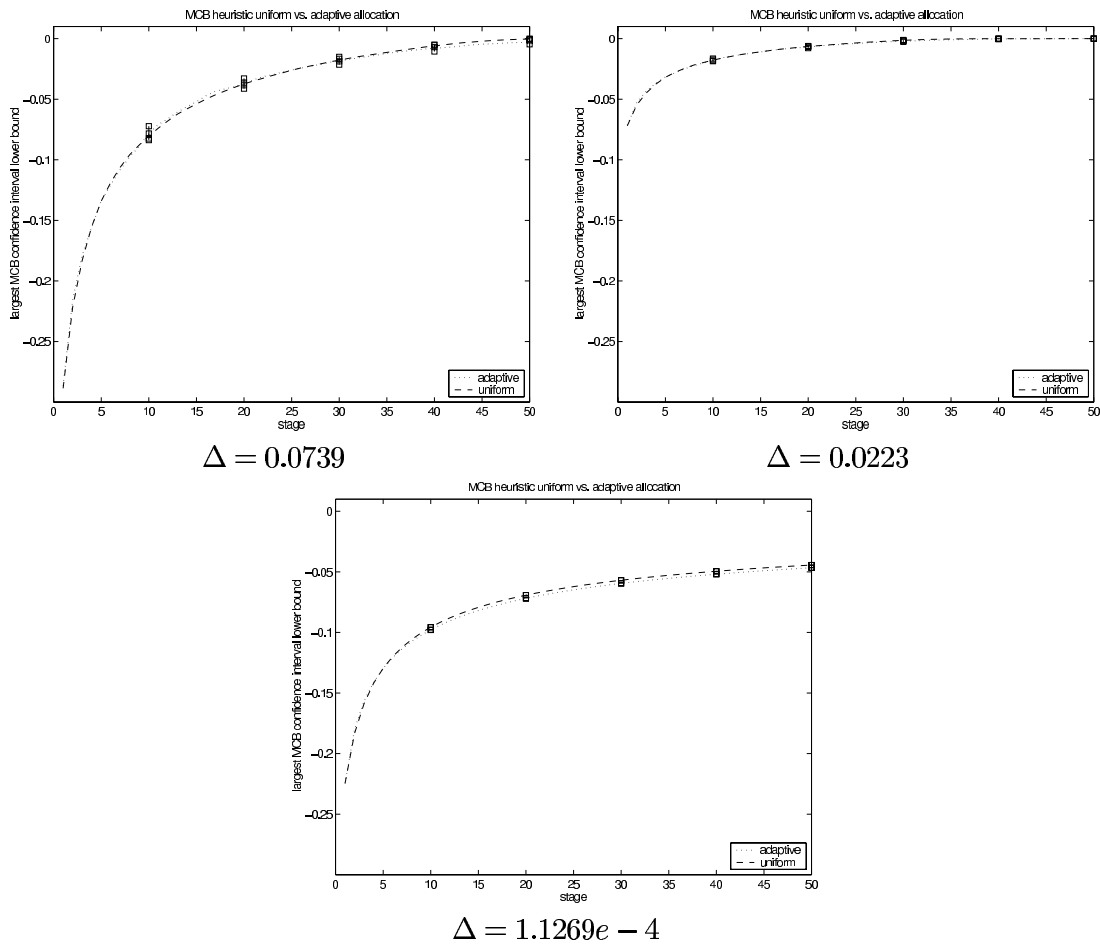 MCB heuristic uniform vs. adaptive allocation
largest MCB confidence interval lower bound
0
−0.05
−0.1
−0.15
−0.2
−0.25
0 5 10 15 20 25 30 35 40 45 50
stage
adaptive
uniform
Δ = 0.0739
MCB heuristic uniform vs. adaptive allocation
largest MCB confidence interval lower bound
0
−0.05
−0.1
−0.15
−0.2
−0.25
0 5 10 15 20 25 30 35 40 45 50
stage
adaptive
uniform
Δ = 0.0223
MCB heuristic uniform vs. adaptive allocation
largest MCB confidence interval lower bound
0
−0.05
−0.1
−0.15
−0.2
−0.25
0 5 10 15 20 25 30 35 40 45 50
stage
adaptive
uniform
Δ = 1.1269e − 4